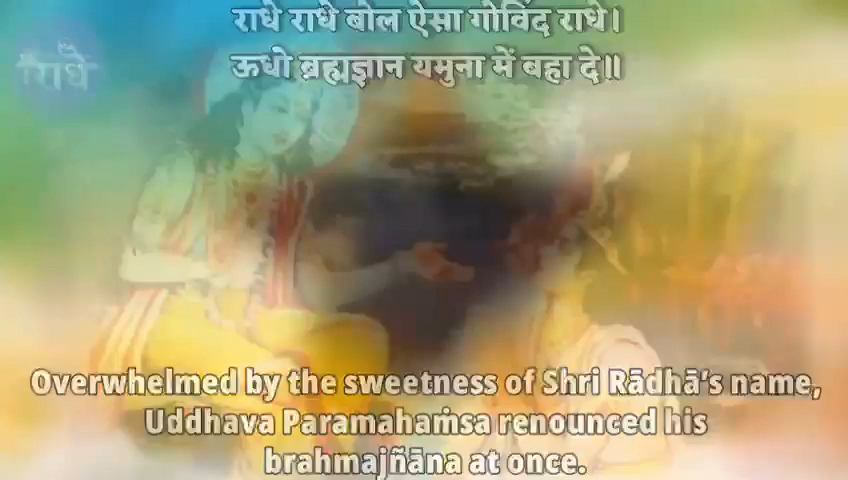 राधे राधे बोल ऐसा गोविंद राधे।
ऊधो ब्रह्मज्ञान यमुना में बहा दे॥
राधे
Overwhelmed by the sweetness of Shri Rādhā's name,
Uddhava Paramahaṁsa renounced his
brahmajñāna at once.